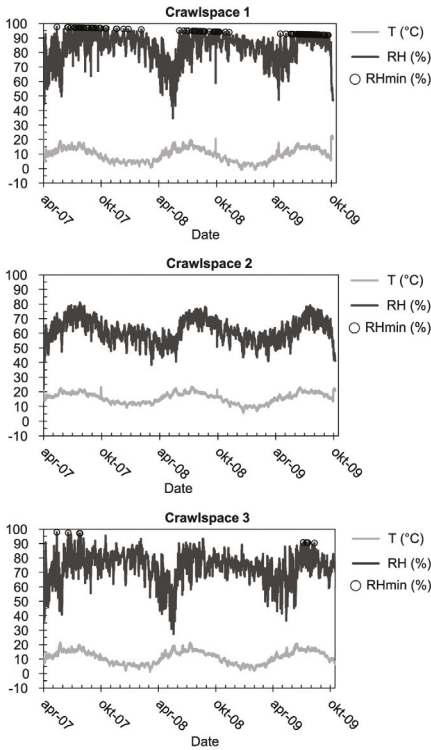 Crawlspace 1
100
90
80
70
60
50
40
30
20
10
0
-10
apr-07
okt-07
apr-08
okt-08
apr-09
okt-09
Date
T (°C)
RH (%)
RHmin (%)
Crawlspace 2
100
90
80
70
60
50
40
30
20
10
0
-10
apr-07
okt-07
apr-08
okt-08
apr-09
okt-09
Date
T (°C)
RH (%)
RHmin (%)
Crawlspace 3
100
90
80
70
60
50
40
30
20
10
0
-10
apr-07
okt-07
apr-08
okt-08
apr-09
okt-09
Date
T (°C)
RH (%)
RHmin (%)